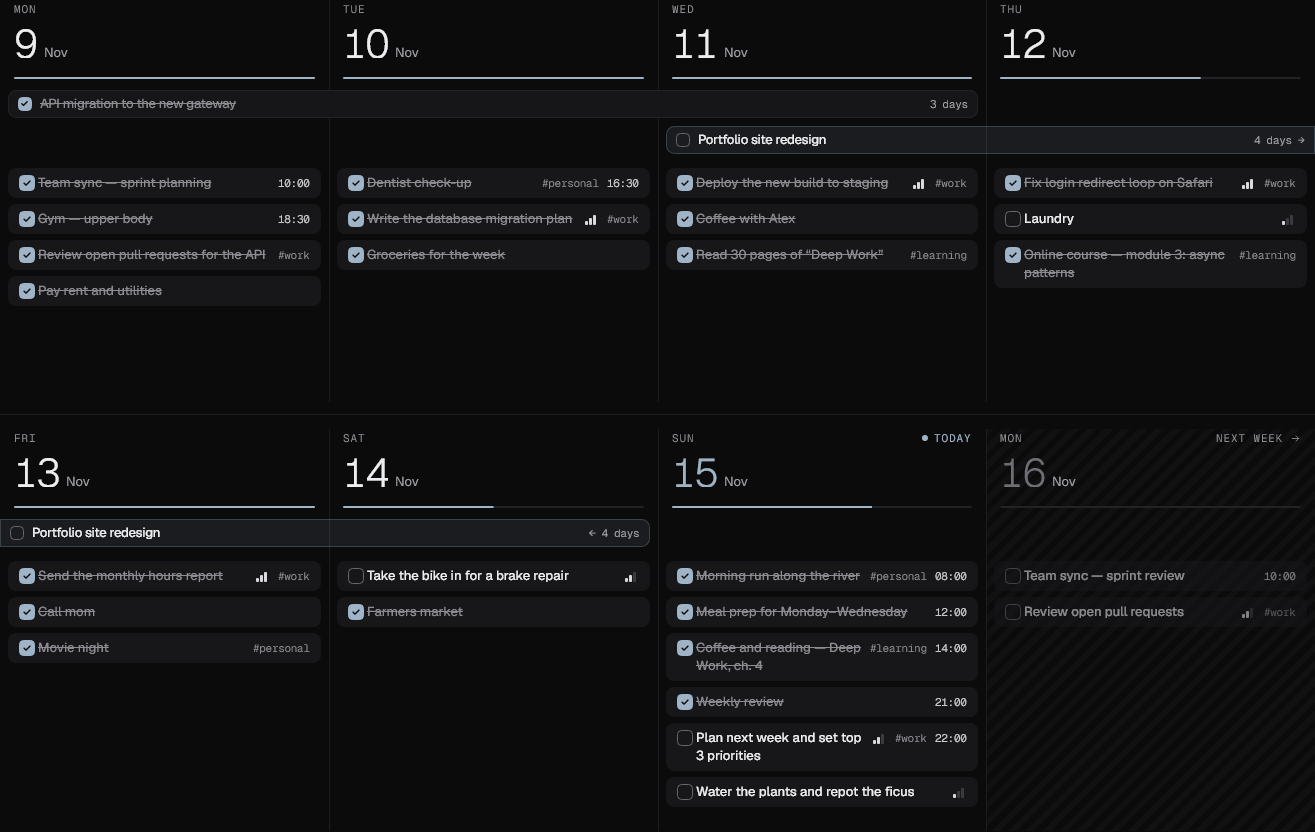 MON
9 Nov
TUE
10 Nov
WED
11 Nov
THU
12 Nov
API migration to the new gateway 3 days
Portfolio site redesign 4 days →
Team sync — sprint planning 10:00
Gym — upper body 18:30
Review open pull requests for the API #work
Pay rent and utilities
Dentist check-up #personal 16:30
Write the database migration plan #work
Groceries for the week
Deploy the new build to staging #work
Coffee with Alex
Read 30 pages of “Deep Work” #learning
Fix login redirect loop on Safari #work
Laundry
Online course — module 3: async #learning
patterns
FRI
13 Nov
SAT
14 Nov
SUN TODAY
15 Nov
MON NEXT WEEK →
16 Nov
Portfolio site redesign ← 4 days
Send the monthly hours report #work
Call mom
Movie night #personal
Take the bike in for a brake repair
Farmers market
Morning run along the river #personal 08:00
Meal prep for Monday–Wednesday 12:00
Coffee and reading — Deep #learning 14:00
Work, ch. 4
Weekly review 21:00
Plan next week and set top #work 22:00
3 priorities
Water the plants and repot the ficus
Team sync — sprint review 10:00
Review open pull requests #work